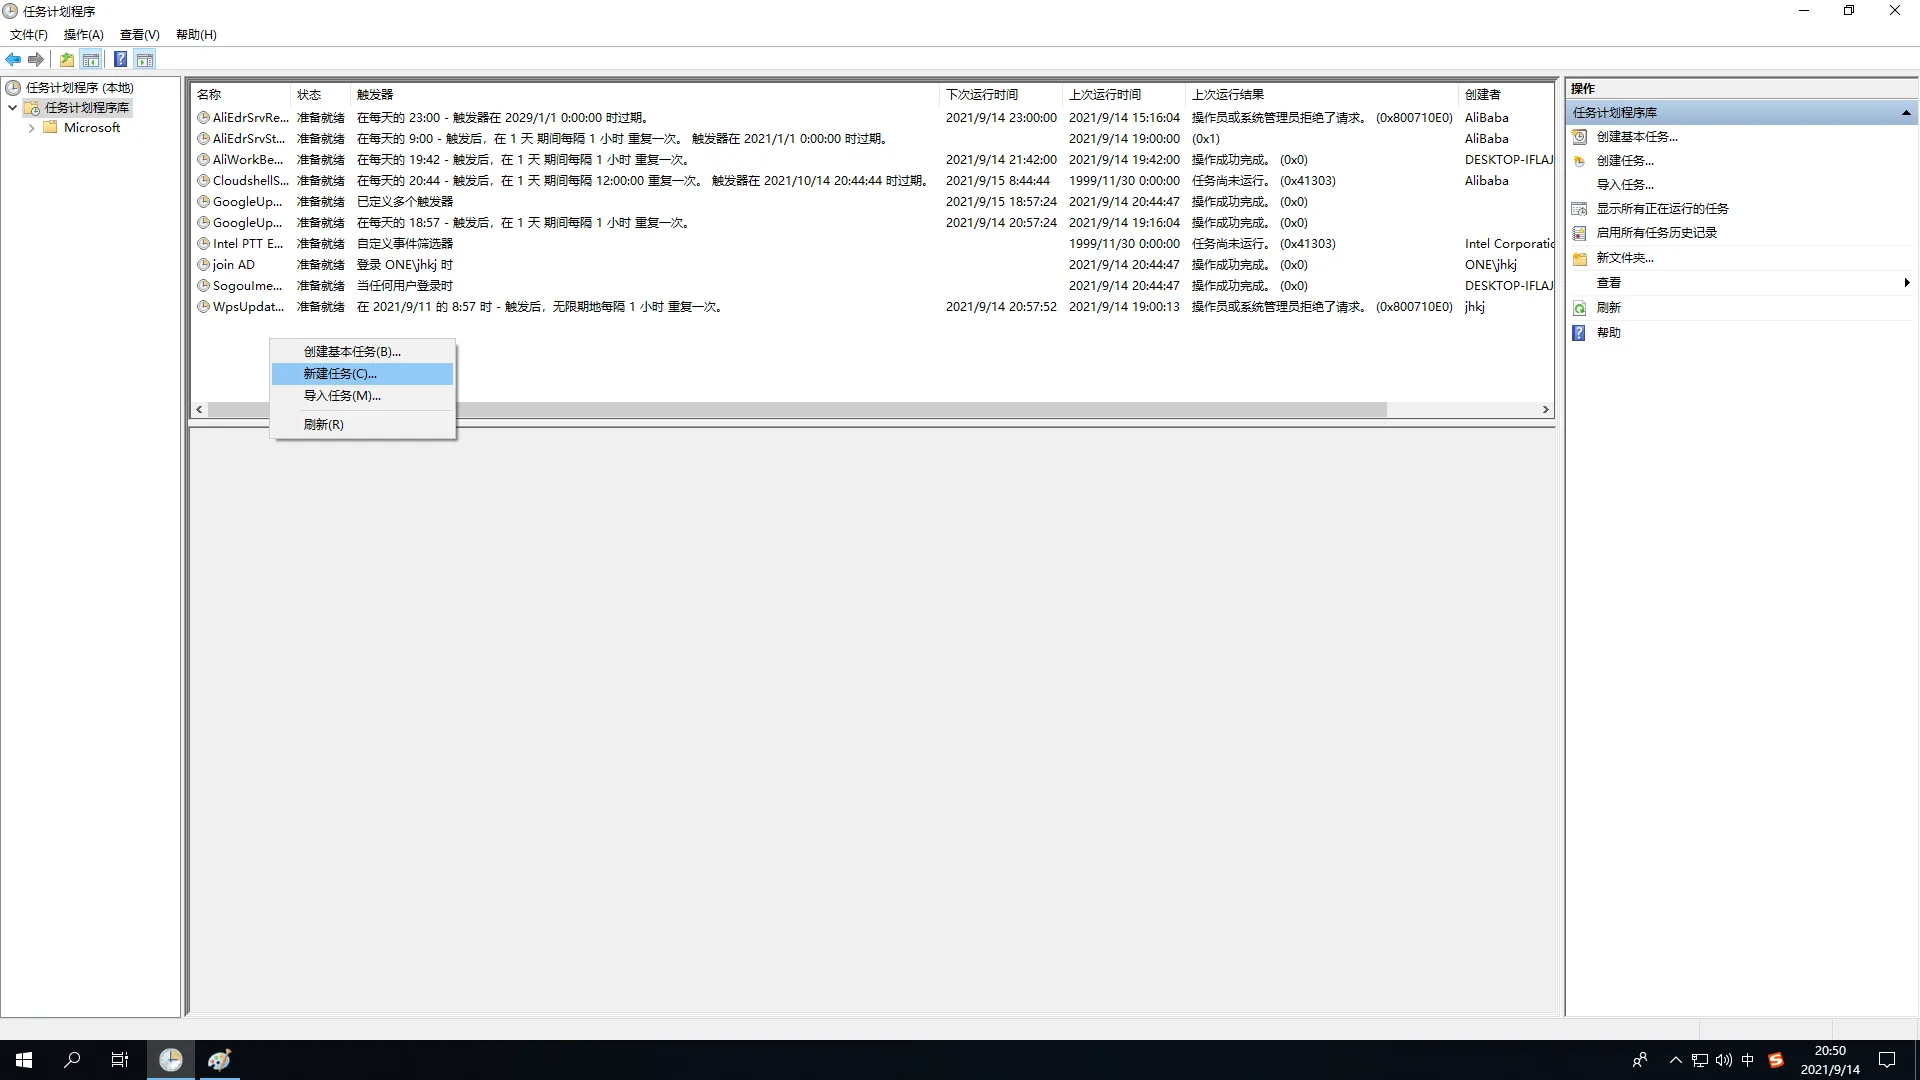 任务计划程序
文件(F) 操作(A) 查看(V) 帮助(H)
任务计划程序 (本地)
任务计划程序库
Microsoft
名称 状态 触发器 下次运行时间 上次运行时间 上次运行结果 创建者
AliEdrSrvRe... 准备就绪 在每天的 23:00 - 触发器在 2029/1/1 0:00:00 时过期。 2021/9/14 23:00:00 2021/9/14 15:16:04 操作员或系统管理员拒绝了请求。 (0x800710E0) AliBaba
AliEdrSrvSt... 准备就绪 在每天的 9:00 - 触发后，在 1 天 期间每隔 1 小时 重复一次。 触发器在 2021/1/1 0:00:00 时过期。 2021/9/14 19:00:00 (0x1) AliBaba
AliWorkBe... 准备就绪 在每天的 19:42 - 触发后，在 1 天 期间每隔 1 小时 重复一次。 2021/9/14 21:42:00 2021/9/14 19:42:00 操作成功完成。 (0x0) DESKTOP-IFLAJ
CloudshellS... 准备就绪 在每天的 20:44 - 触发后，在 1 天 期间每隔 12:00:00 重复一次。 触发器在 2021/10/14 20:44:44 时过期。 2021/9/15 8:44:44 1999/11/30 0:00:00 任务尚未运行。 (0x41303) Alibaba
GoogleUp... 准备就绪 已定义多个触发器 2021/9/15 18:57:24 2021/9/14 20:44:47 操作成功完成。 (0x0)
GoogleUp... 准备就绪 在每天的 18:57 - 触发后，在 1 天 期间每隔 1 小时 重复一次。 2021/9/14 20:57:24 2021/9/14 19:16:04 操作成功完成。 (0x0)
Intel PTT E... 准备就绪 自定义事件筛选器 1999/11/30 0:00:00 任务尚未运行。 (0x41303) Intel Corporatio
join AD 准备就绪 登录 ONE\jhkj 时 2021/9/14 20:44:47 操作成功完成。 (0x0) ONE\jhkj
SogouIme... 准备就绪 当任何用户登录时 2021/9/14 20:44:47 操作成功完成。 (0x0) DESKTOP-IFLAJ
WpsUpdat... 准备就绪 在 2021/9/11 的 8:57 时 - 触发后，无限期地每隔 1 小时 重复一次。 2021/9/14 20:57:52 2021/9/14 19:00:13 操作员或系统管理员拒绝了请求。 (0x800710E0) jhkj
创建基本任务(B)...
新建任务(C)...
导入任务(M)...
刷新(R)
操作
任务计划程序库
创建基本任务...
创建任务...
导入任务...
显示所有正在运行的任务
启用所有任务历史记录
新文件夹...
查看
刷新
帮助
中
20:50
2021/9/14